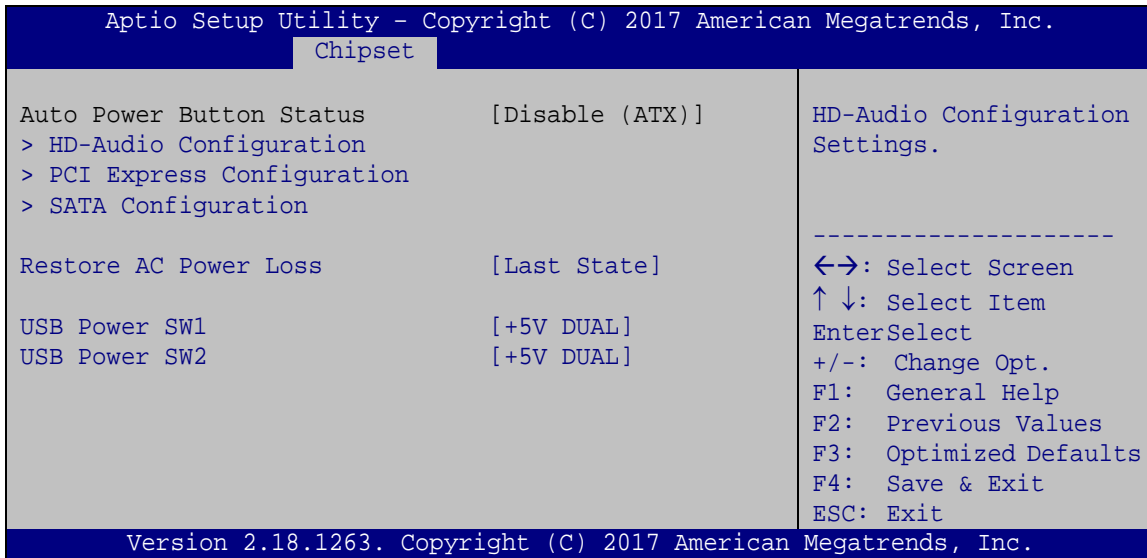 Aptio Setup Utility – Copyright (C) 2017 American Megatrends, Inc.
Chipset
Auto Power Button Status [Disable (ATX)]
> HD-Audio Configuration
> PCI Express Configuration
> SATA Configuration
Restore AC Power Loss [Last State]
USB Power SW1 [+5V DUAL]
USB Power SW2 [+5V DUAL]
HD-Audio Configuration
Settings.
---------------------
←→: Select Screen
↑ ↓: Select Item
EnterSelect
+/-: Change Opt.
F1: General Help
F2: Previous Values
F3: Optimized Defaults
F4: Save & Exit
ESC: Exit
Version 2.18.1263. Copyright (C) 2017 American Megatrends, Inc.